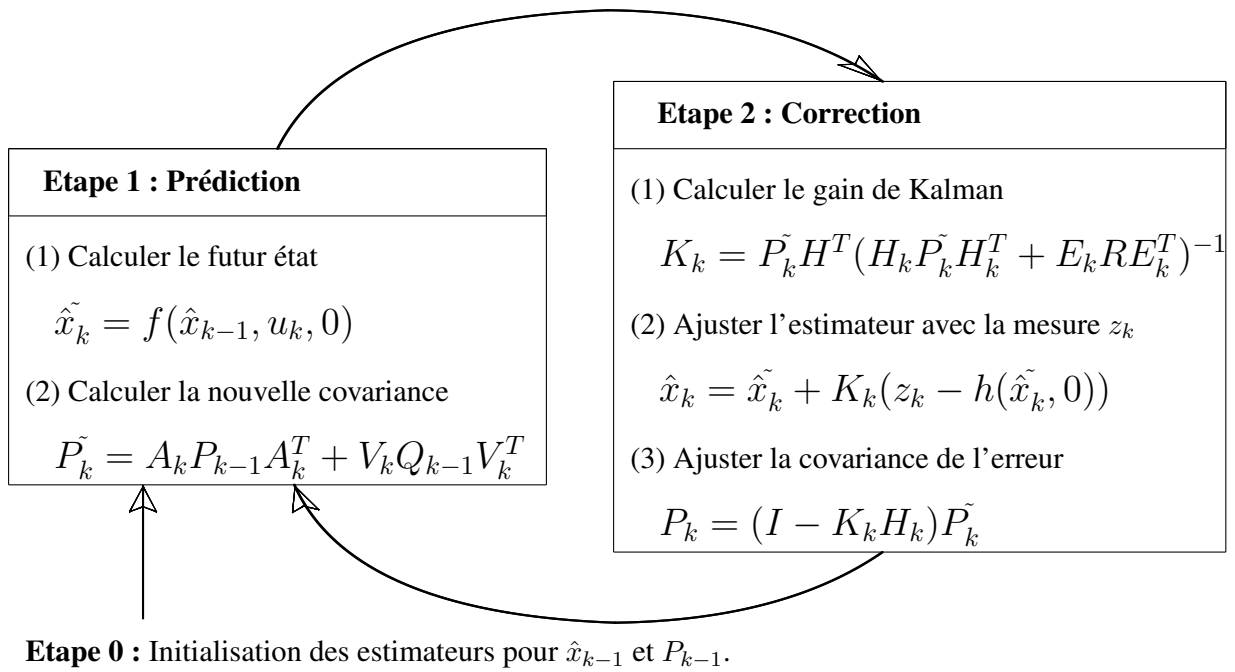 Etape 1 : Prédiction
(1) Calculer le futur état
$\tilde{\hat{x}_k} = f(\hat{x}_{k-1}, u_k, 0)$
(2) Calculer la nouvelle covariance
$\tilde{P_k} = A_k P_{k-1} A_k^T + V_k Q_{k-1} V_k^T$
Etape 2 : Correction
(1) Calculer le gain de Kalman
$K_k = \tilde{P_k} H^T (H_k \tilde{P_k} H_k^T + E_k R E_k^T)^{-1}$
(2) Ajuster l'estimateur avec la mesure $z_k$
$\hat{x}_k = \tilde{\hat{x}_k} + K_k(z_k - h(\tilde{\hat{x}_k}, 0))$
(3) Ajuster la covariance de l'erreur
$P_k = (I - K_k H_k)\tilde{P_k}$
Etape 0 : Initialisation des estimateurs pour $\hat{x}_{k-1}$ et $P_{k-1}$.